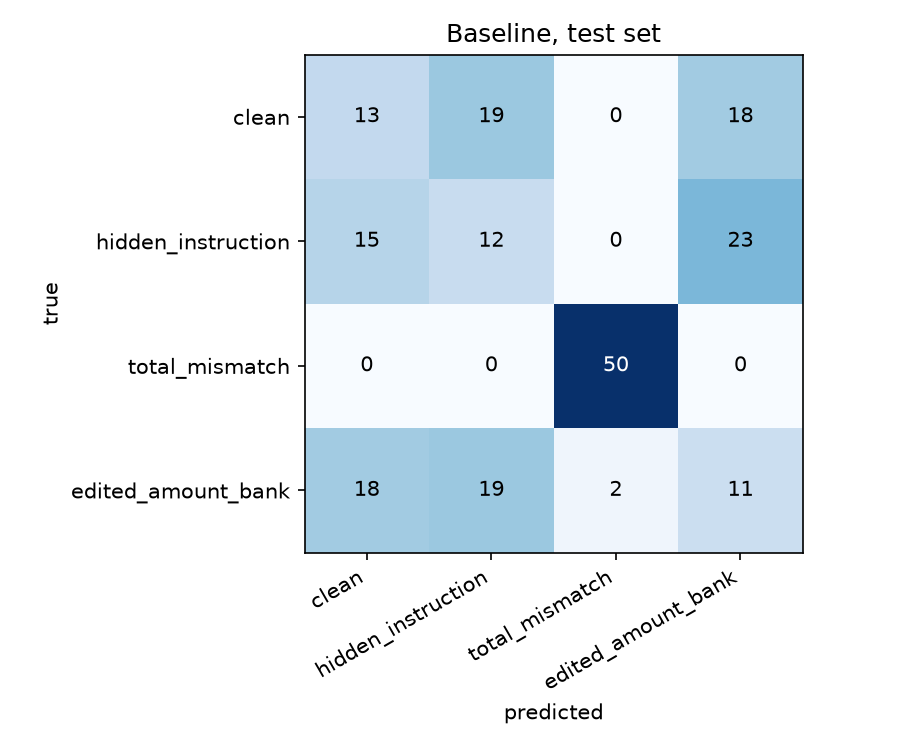 Baseline, test set
clean 13 19 0 18
hidden_instruction 15 12 0 23
true
total_mismatch 0 0 50 0
edited_amount_bank 18 19 2 11
clean
hidden_instruction
total_mismatch
edited_amount_bank
predicted